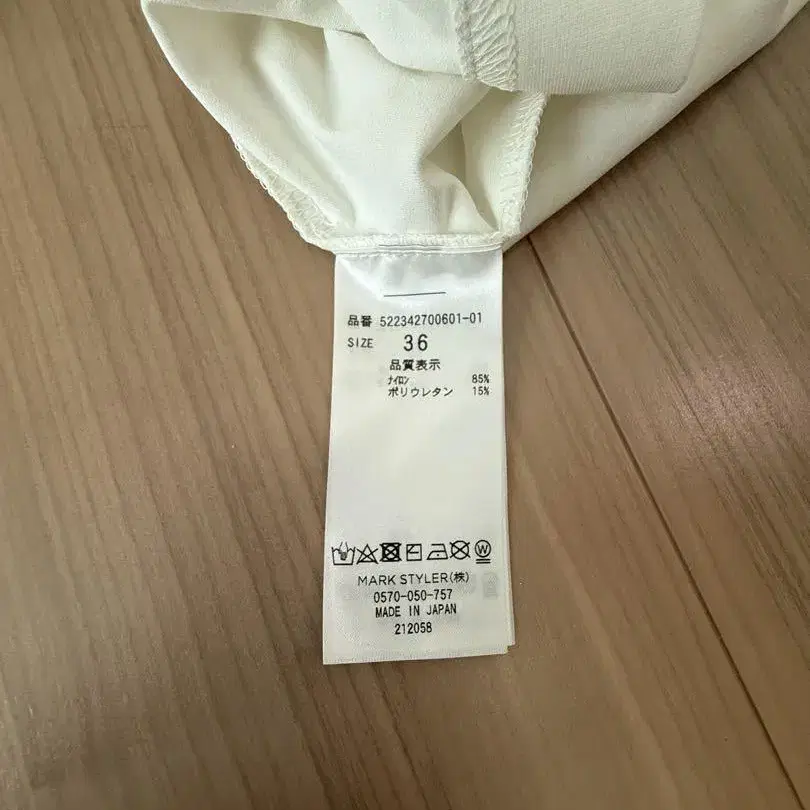 品番 522342700601-01
SIZE 36
品質表示
ナイロン 85%
ポリウレタン 15%
MARK STYLER(株)
0570-050-757
MADE IN JAPAN
212058